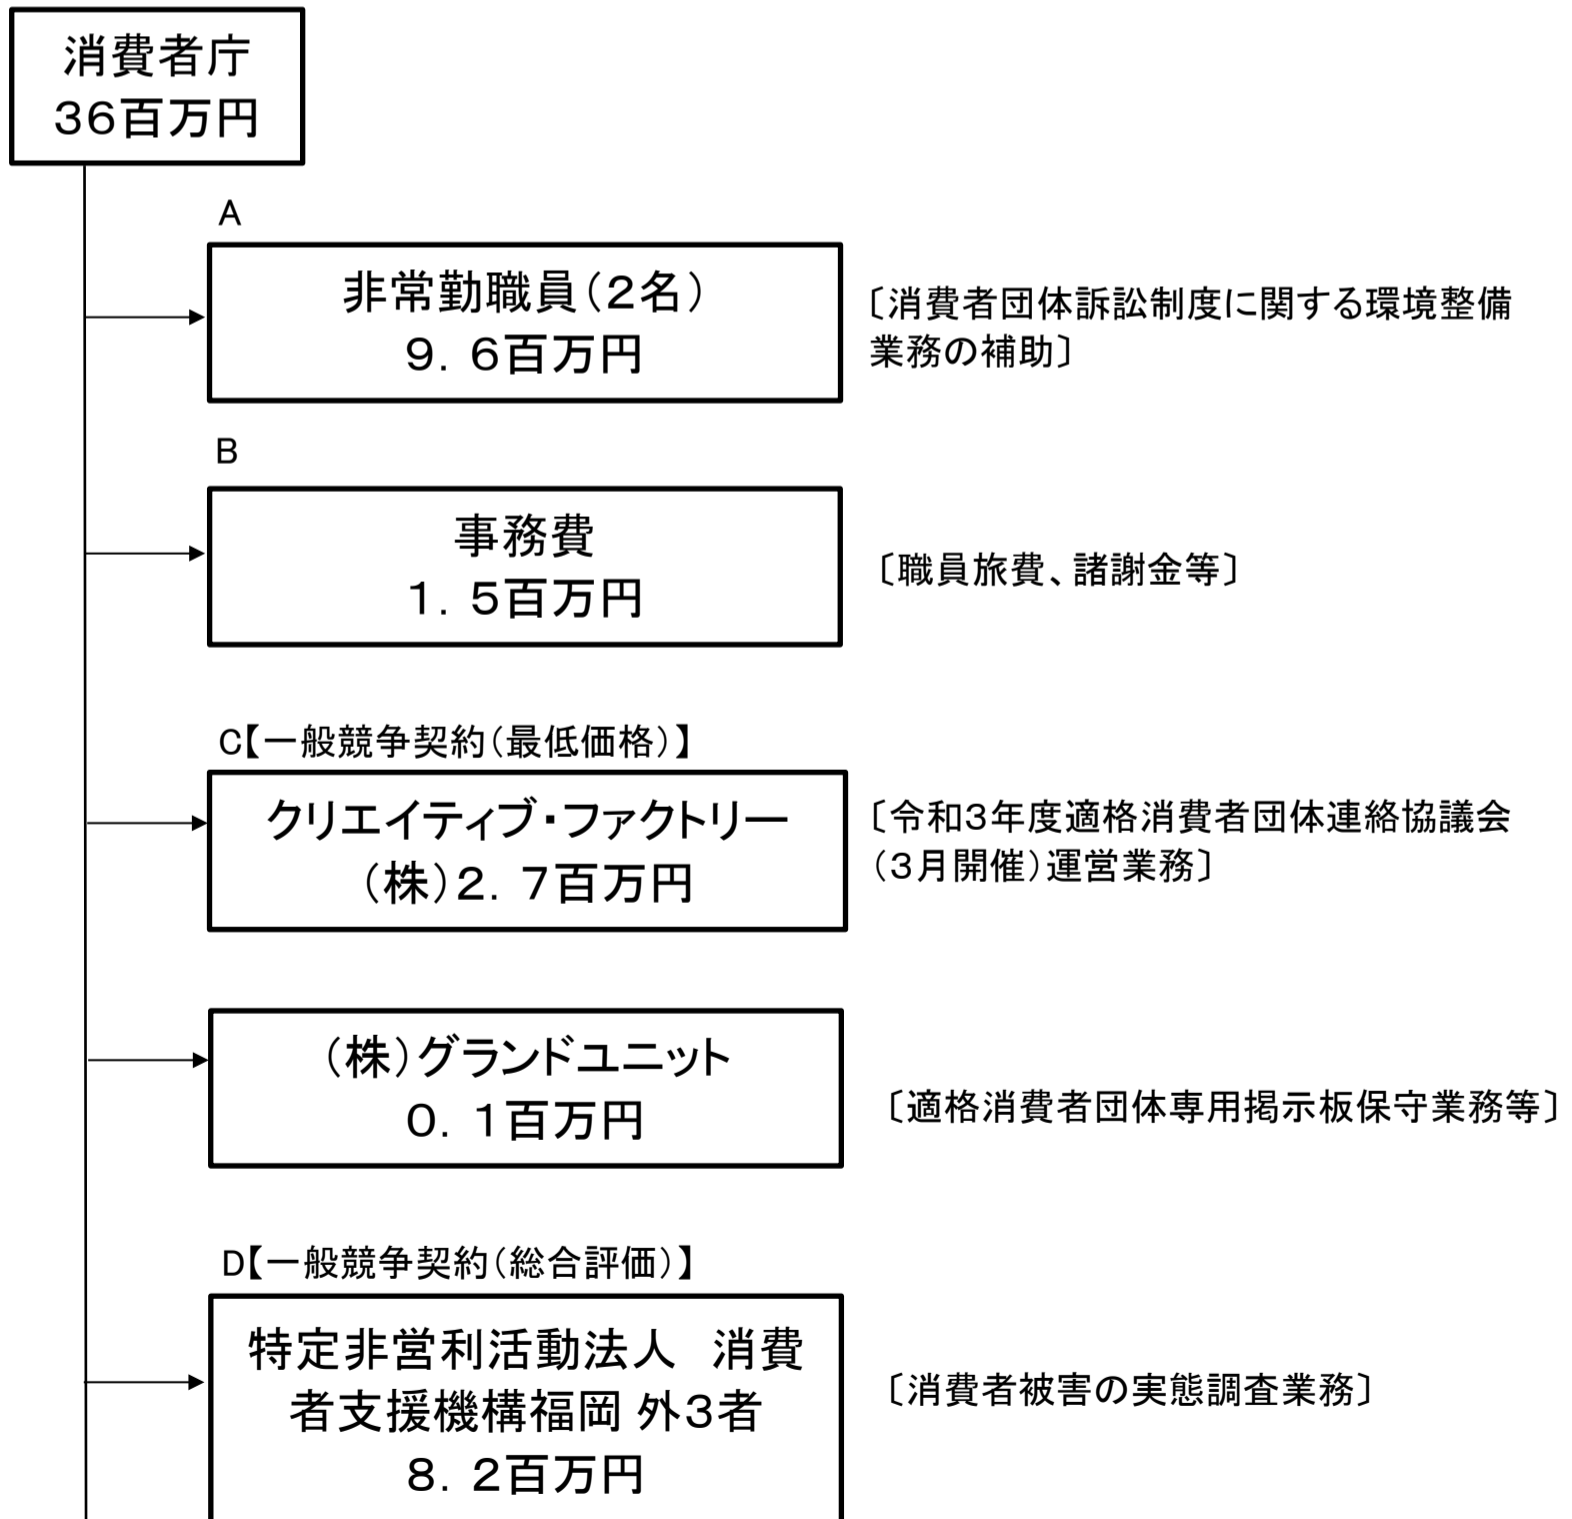 消費者庁
36百万円
A
非常勤職員(2名)
9.6百万円
〔消費者団体訴訟制度に関する環境整備
業務の補助〕
B
事務費
1.5百万円
〔職員旅費、諸謝金等〕
C【一般競争契約(最低価格)】
クリエイティブ・ファクトリー
(株)2.7百万円
〔令和3年度適格消費者団体連絡協議会
(3月開催)運営業務〕
(株)グランドユニット
0.1百万円
〔適格消費者団体専用掲示板保守業務等〕
D【一般競争契約(総合評価)】
特定非営利活動法人 消費
者支援機構福岡 外3者
8.2百万円
〔消費者被害の実態調査業務〕